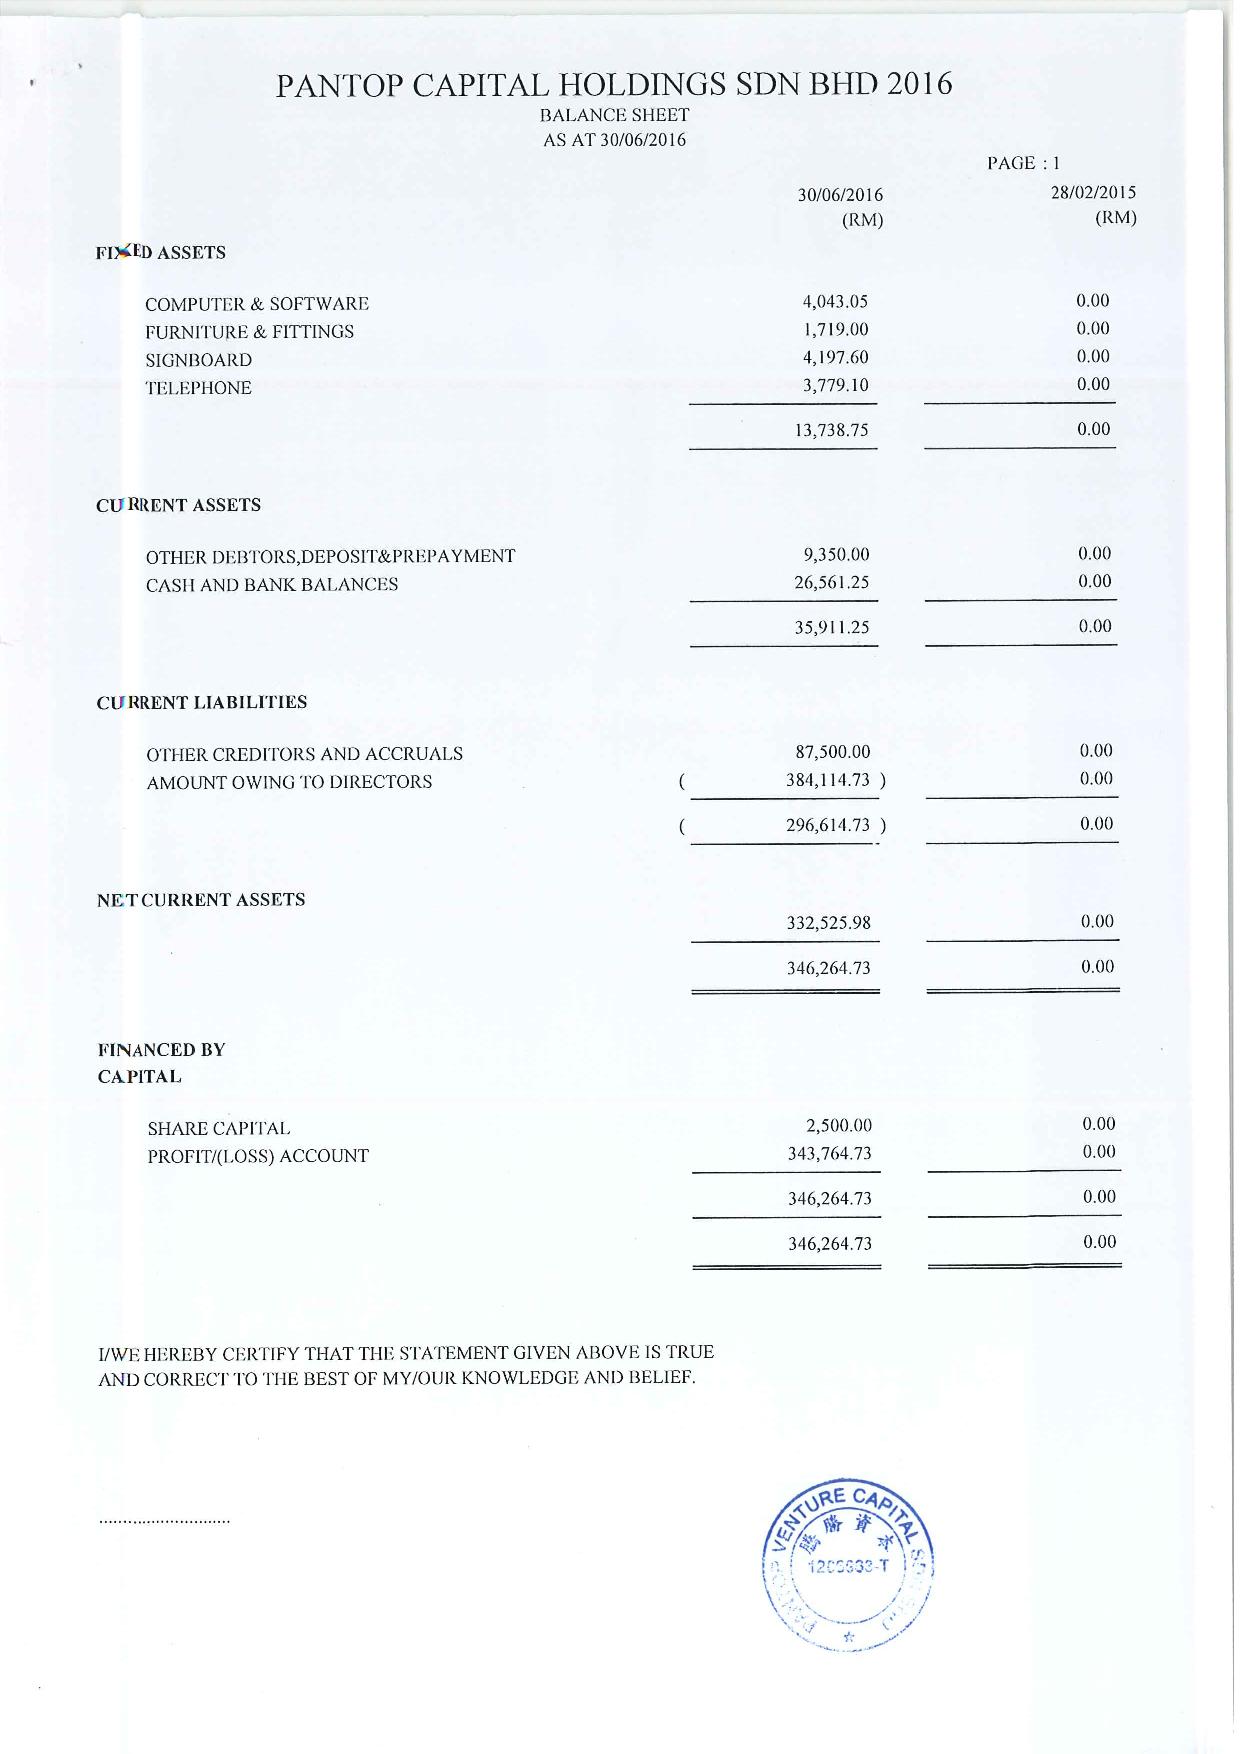 PANTOP CAPITAL HOLDINGS SDN BHD 2016
BALANCE SHEET
AS AT 30/06/2016
PAGE : 1
30/06/2016 28/02/2015
(RM) (RM)
FIXED ASSETS
COMPUTER & SOFTWARE 4,043.05 0.00
FURNITURE & FITTINGS 1,719.00 0.00
SIGNBOARD 4,197.60 0.00
TELEPHONE 3,779.10 0.00
13,738.75 0.00
CURRENT ASSETS
OTHER DEBTORS,DEPOSIT&PREPAYMENT 9,350.00 0.00
CASH AND BANK BALANCES 26,561.25 0.00
35,911.25 0.00
CURRENT LIABILITIES
OTHER CREDITORS AND ACCRUALS 87,500.00 0.00
AMOUNT OWING TO DIRECTORS ( 384,114.73 ) 0.00
( 296,614.73 ) 0.00
NET CURRENT ASSETS
332,525.98 0.00
346,264.73 0.00
FINANCED BY
CAPITAL
SHARE CAPITAL 2,500.00 0.00
PROFIT/(LOSS) ACCOUNT 343,764.73 0.00
346,264.73 0.00
346,264.73 0.00
I/WE HEREBY CERTIFY THAT THE STATEMENT GIVEN ABOVE IS TRUE
AND CORRECT TO THE BEST OF MY/OUR KNOWLEDGE AND BELIEF.
............................
PANTOP VENTURE CAPITAL
騰勝資本